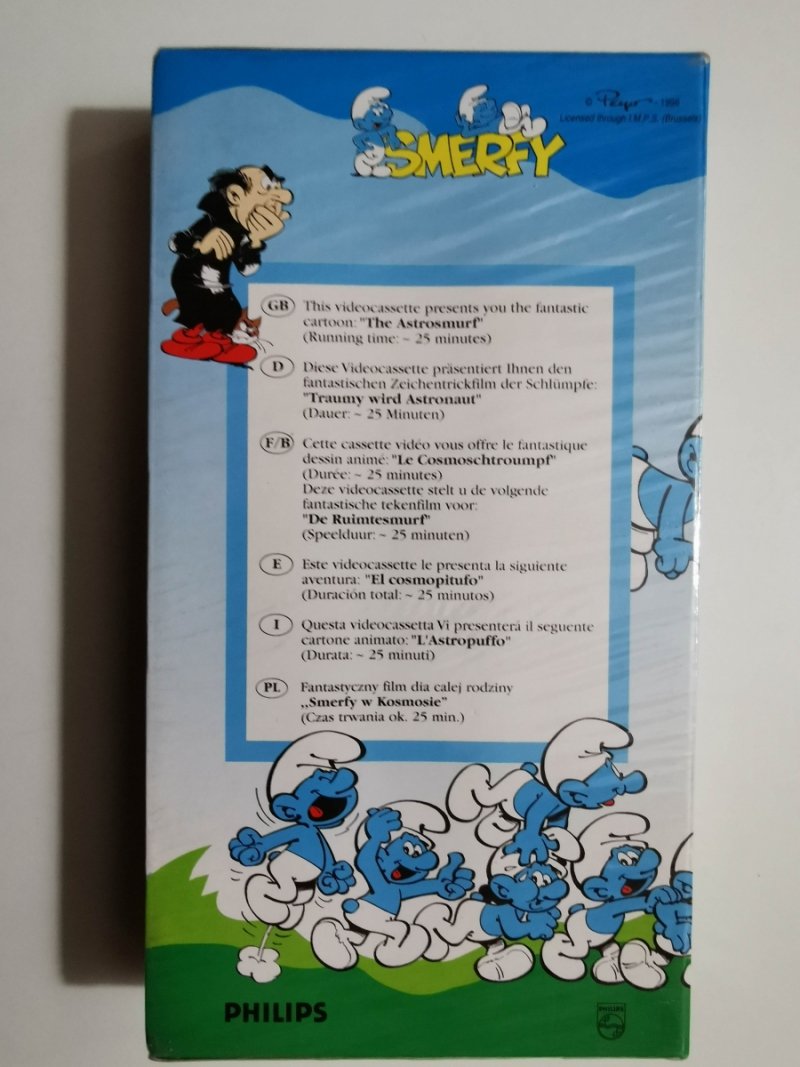 © Peyo - 1996
Licensed through I.M.P.S. (Brussels)
SMERFY
GB This videocassette presents you the fantastic
cartoon: "The Astrosmurf"
(Running time: ~ 25 minutes)
D Diese Videocassette präsentiert Ihnen den
fantastischen Zeichentrickfilm der Schlümpfe:
"Traumy wird Astronaut"
(Dauer: ~ 25 Minuten)
F/B Cette cassette vidéo vous offre le fantastique
dessin animé: "Le Cosmoschtroumpf"
(Durée: ~ 25 minutes)
Deze videocassette stelt u de volgende
fantastische tekenfilm voor:
"De Ruimtesmurf"
(Speelduur: ~ 25 minuten)
E Este videocassette le presenta la siguiente
aventura: "El cosmopitufo"
(Duración total: ~ 25 minutos)
I Questa videocassetta Vi presenterá il seguente
cartone animato: "L'Astropuffo"
(Durata: ~ 25 minuti)
PL Fantastyczny film dia calej rodziny
„Smerfy w Kosmosie"
(Czas trwania ok. 25 min.)
PHILIPS
PHILIPS